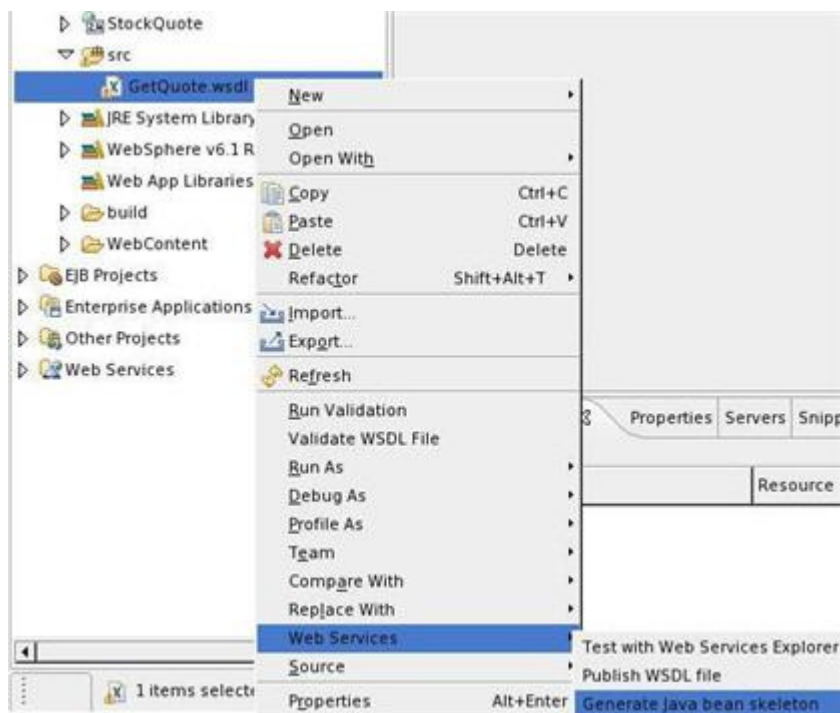 StockQuote
src
GetQuote.wsdl
JRE System Library
WebSphere v6.1 R
Web App Libraries
build
WebContent
EJB Projects
Enterprise Applications
Other Projects
Web Services
1 items selecte
New
Open
Open With
Copy Ctrl+C
Paste Ctrl+V
Delete Delete
Refactor Shift+Alt+T
Import...
Export...
Refresh
Run Validation
Validate WSDL File
Run As
Debug As
Profile As
Team
Compare With
Replace With
Web Services
Source
Properties Alt+Enter
Test with Web Services Explorer
Publish WSDL file
Generate Java bean skeleton
Properties Servers Snipp
Resource